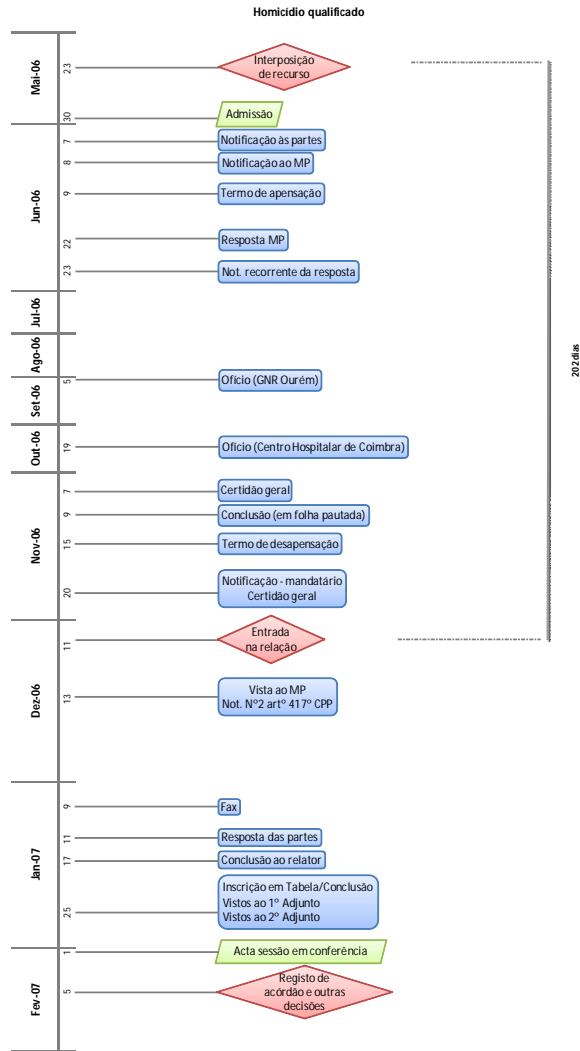 Homicídio qualificado
Mai-06
23
Interposição
de recurso
30
Admissão
Jun-06
7
Notificação às partes
8
Notificação ao MP
9
Termo de apensação
22
Resposta MP
23
Not. recorrente da resposta
Jul-06
Ago-06
Set-06
5
Ofício (GNR Ourém)
Out-06
19
Ofício (Centro Hospitalar de Coimbra)
Nov-06
7
Certidão geral
9
Conclusão (em folha pautada)
15
Termo de desapensação
20
Notificação - mandatário
Certidão geral
Dez-06
11
Entrada
na relação
202 dias
13
Vista ao MP
Not. Nº2 artº 417º CPP
Jan-07
9
Fax
11
Resposta das partes
17
Conclusão ao relator
25
Inscrição em Tabela/Conclusão
Vistos ao 1º Adjunto
Vistos ao 2º Adjunto
Fev-07
1
Acta sessão em conferência
5
Registo de
acórdão e outras
decisões